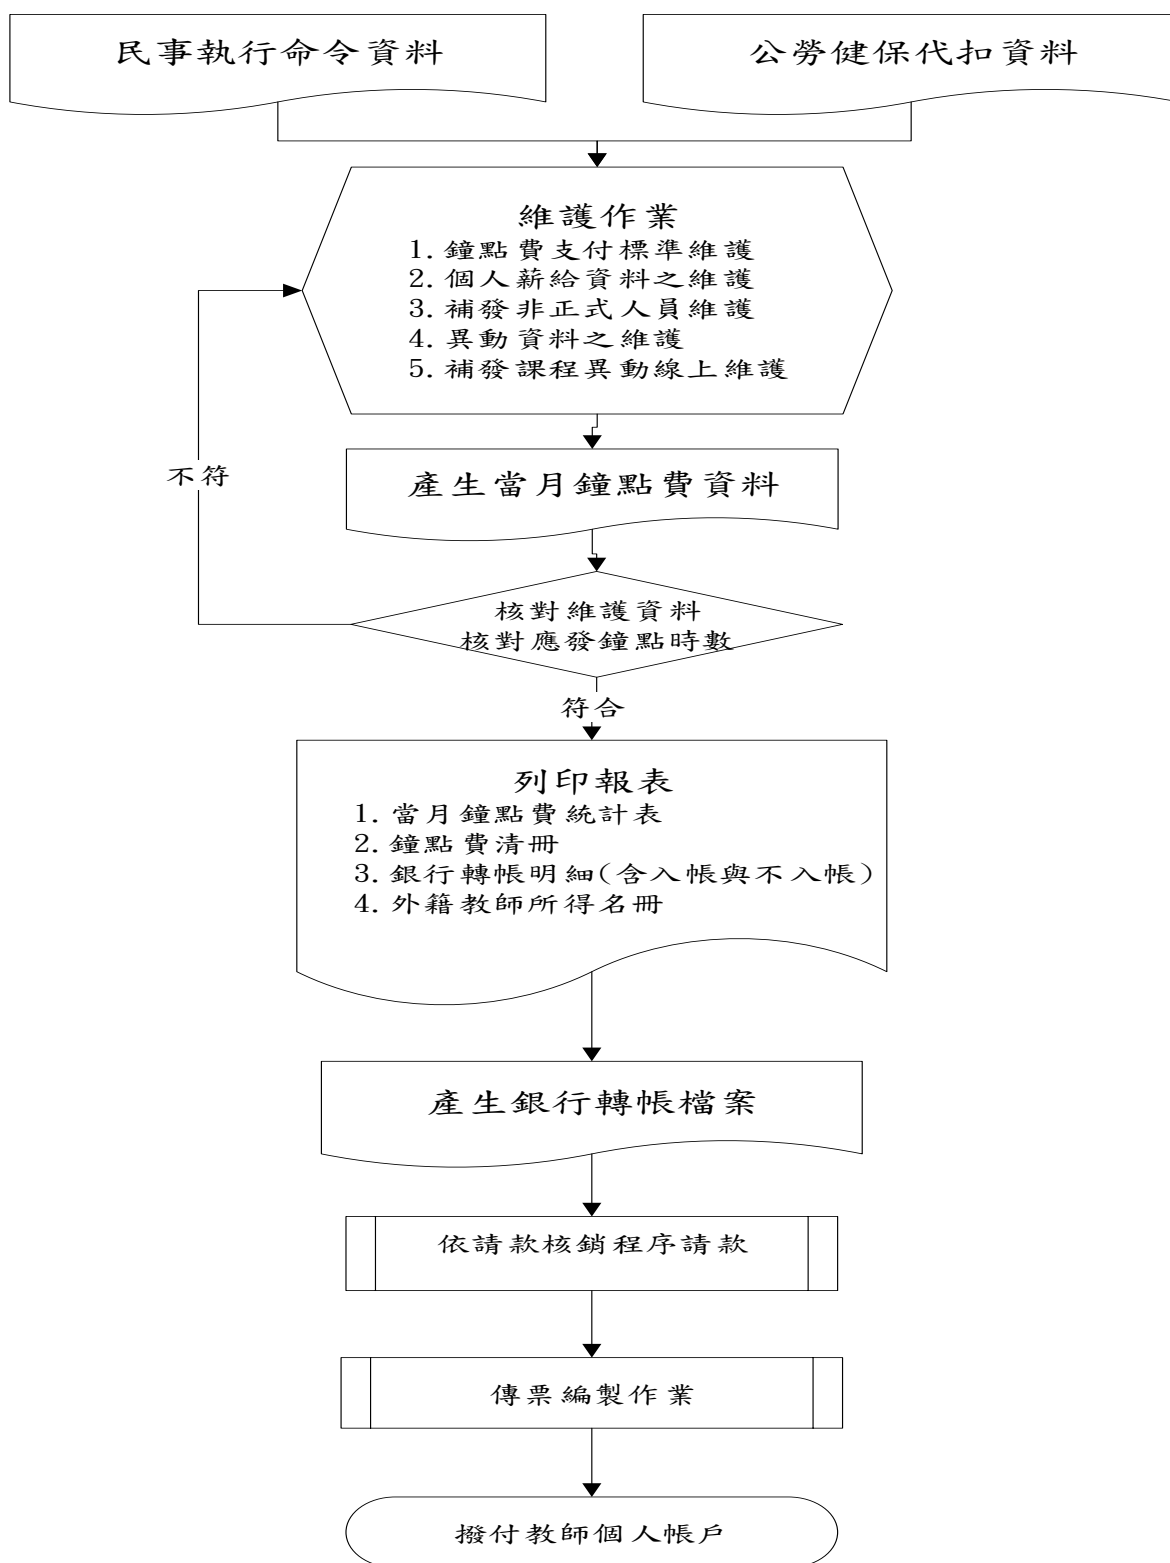 民事執行命令資料
公勞健保代扣資料
維護作業
1. 鐘點費支付標準維護
2. 個人薪給資料之維護
3. 補發非正式人員維護
4. 異動資料之維護
5. 補發課程異動線上維護
不符
產生當月鐘點費資料
核對維護資料
核對應發鐘點時數
符合
列印報表
1. 當月鐘點費統計表
2. 鐘點費清冊
3. 銀行轉帳明細(含入帳與不入帳)
4. 外籍教師所得名冊
產生銀行轉帳檔案
依請款核銷程序請款
傳票編製作業
撥付教師個人帳戶